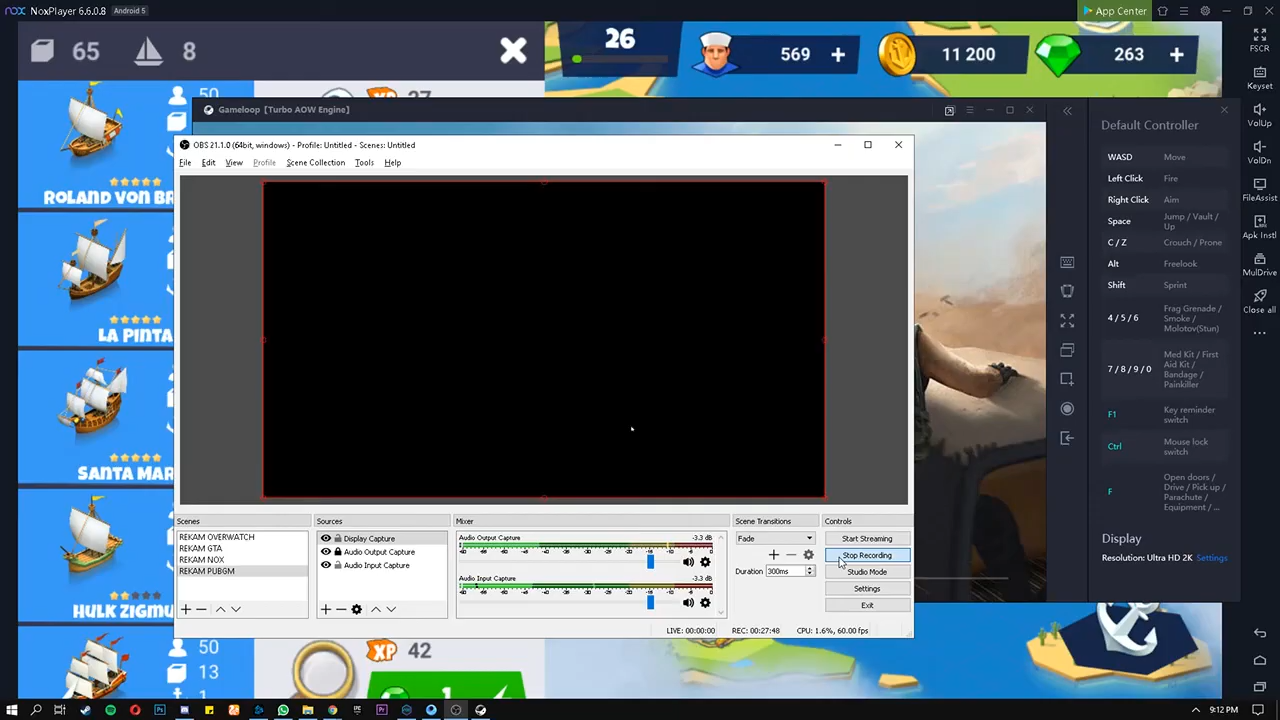 NoxPlayer 6.6.0.8 Android 5
App Center
65 8
26
569 +
11 200
263 +
FSCR
Keyset
VolUp
VolDn
FileAssist
Apk Instl
MulDrive
Close all
50
XP 27
ROLAND VON BR
LA PINTA
SANTA MAR
HULK ZIGMU
50
13
1
XP 42
1
Gameloop [Turbo AOW Engine]
OBS 21.1.0 (64bit, windows) - Profile: Untitled - Scenes: Untitled
File Edit View Profile Scene Collection Tools Help
Scenes
REKAM OVERWATCH
REKAM GTA
REKAM NOX
REKAM PUBGM
Sources
Display Capture
Audio Output Capture
Audio Input Capture
Mixer
Audio Output Capture -3.3 dB
Audio Input Capture -3.3 dB
Scene Transitions
Fade
Duration 300ms
Controls
Start Streaming
Stop Recording
Studio Mode
Settings
Exit
LIVE: 00:00:00 REC: 00:27:48 CPU: 1.6%, 60.00 fps
Default Controller
WASD Move
Left Click Fire
Right Click Aim
Space Jump / Vault /
Up
C / Z Crouch / Prone
Alt Freelook
Shift Sprint
4 / 5 / 6 Frag Grenade /
Smoke /
Molotov(Stun)
7 / 8 / 9 / 0 Med Kit / First
Aid Kit /
Bandage /
Painkiller
F1 Key reminder
switch
Ctrl Mouse lock
switch
F Open doors /
Drive / Pick up /
Parachute /
Equipment /...
Display
Resolution: Ultra HD 2K Settings
9:12 PM